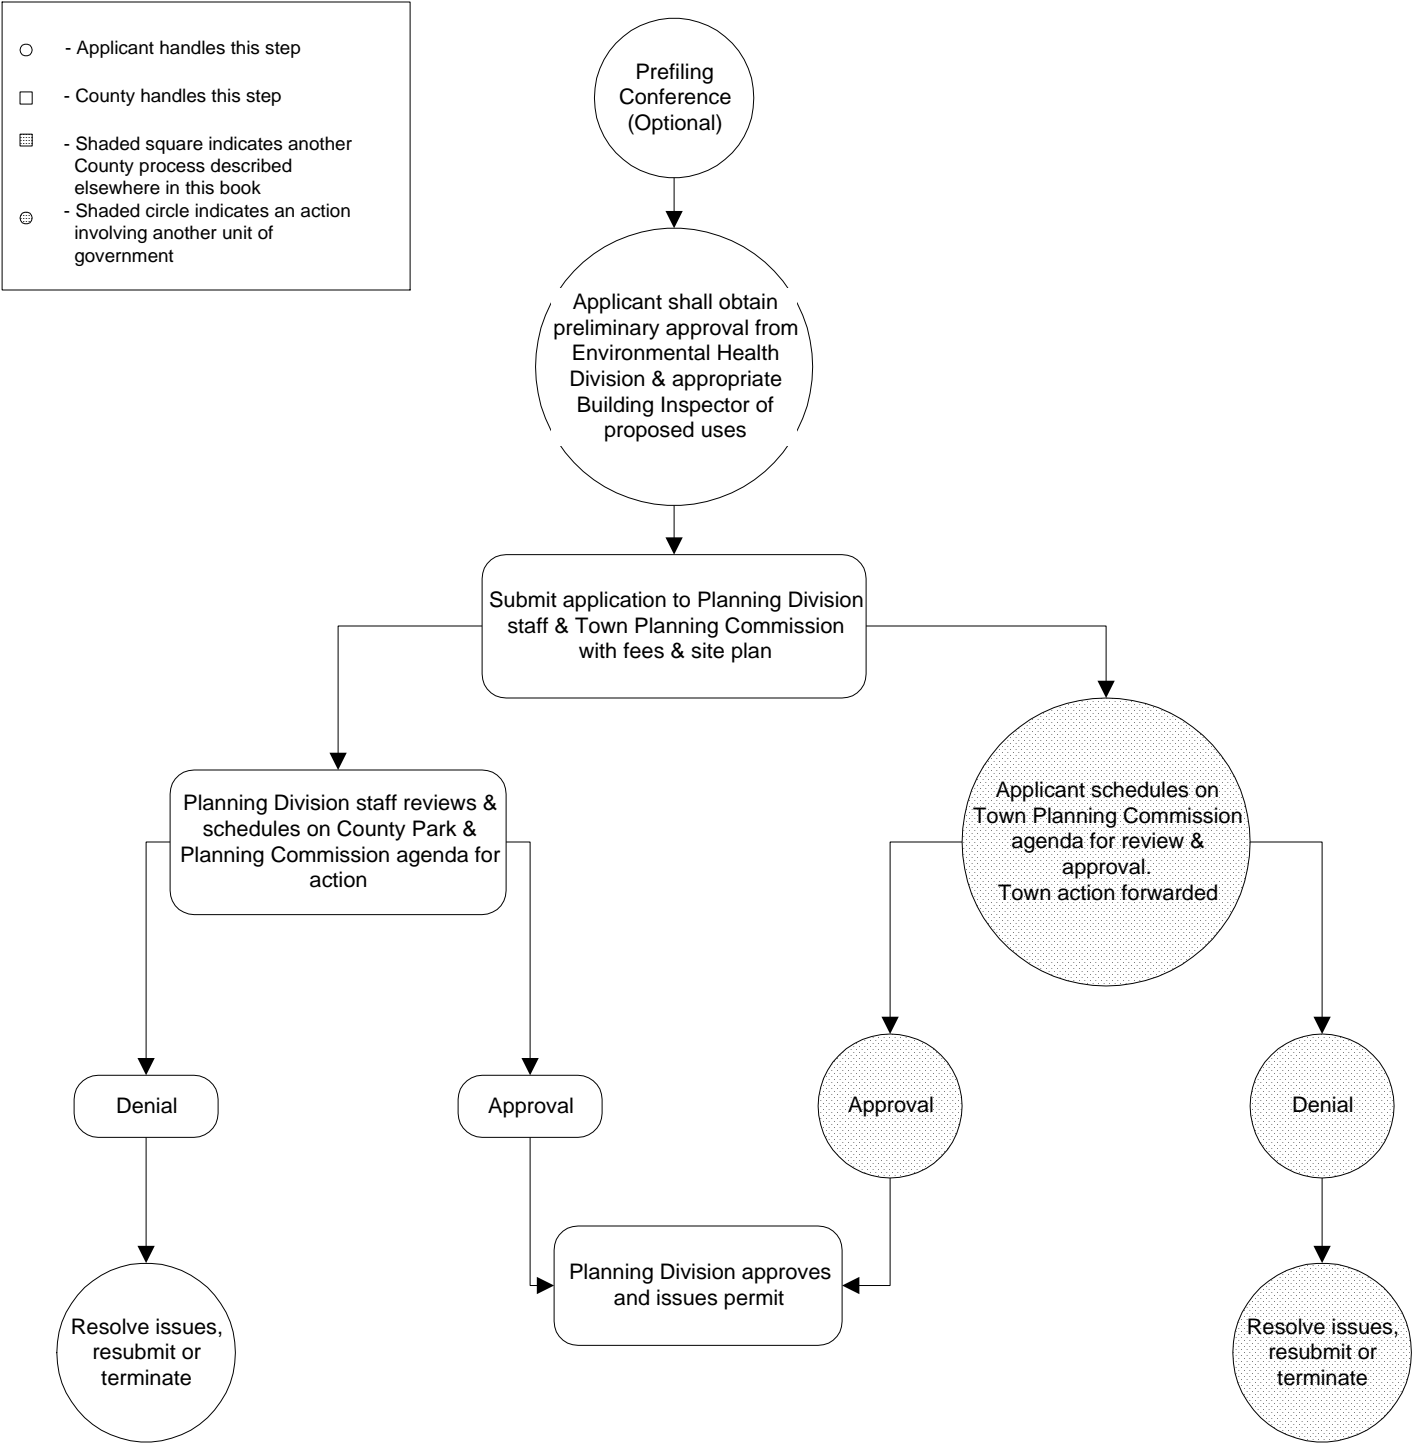 - Applicant handles this step
- County handles this step
- Shaded square indicates another
County process described
elsewhere in this book
- Shaded circle indicates an action
involving another unit of
government
Prefiling
Conference
(Optional)
Applicant shall obtain
preliminary approval from
Environmental Health
Division & appropriate
Building Inspector of
proposed uses
Submit application to Planning Division
staff & Town Planning Commission
with fees & site plan
Planning Division staff reviews &
schedules on County Park &
Planning Commission agenda for
action
Applicant schedules on
Town Planning Commission
agenda for review &
approval.
Town action forwarded
Denial
Approval
Approval
Denial
Planning Division approves
and issues permit
Resolve issues,
resubmit or
terminate
Resolve issues,
resubmit or
terminate